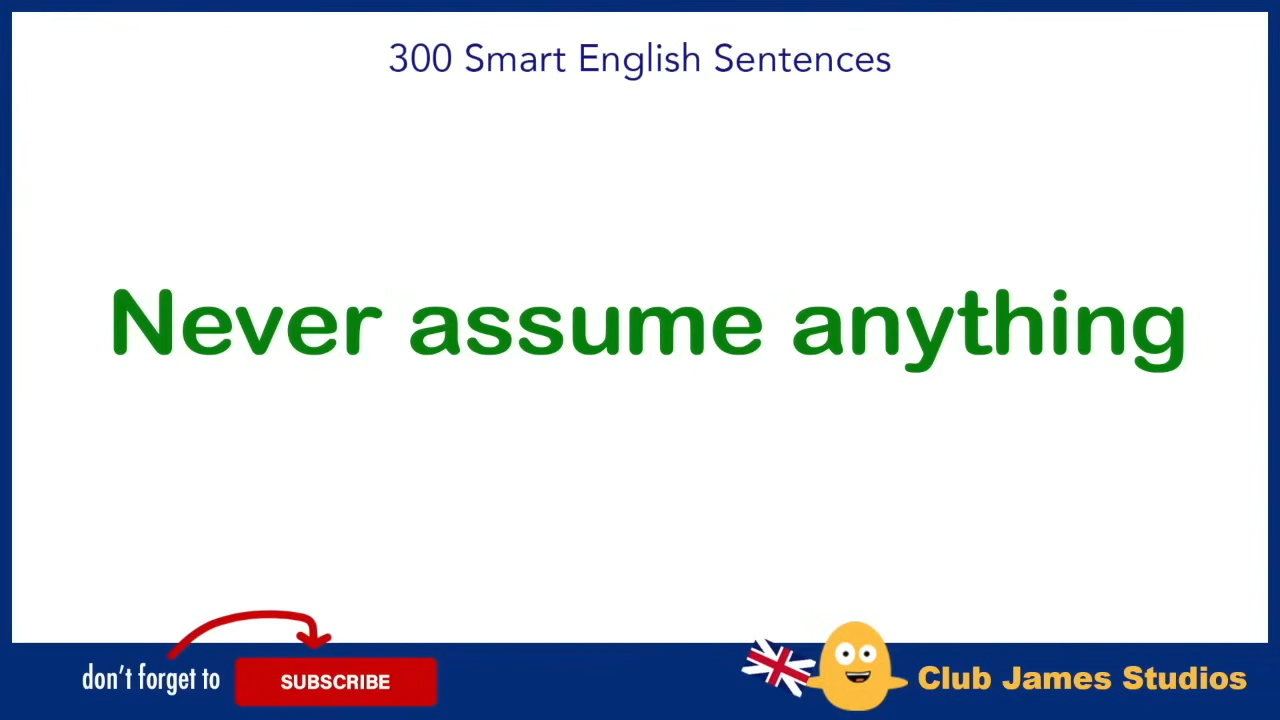 300 Smart English Sentences
Never assume anything
don't forget to SUBSCRIBE
Club James Studios